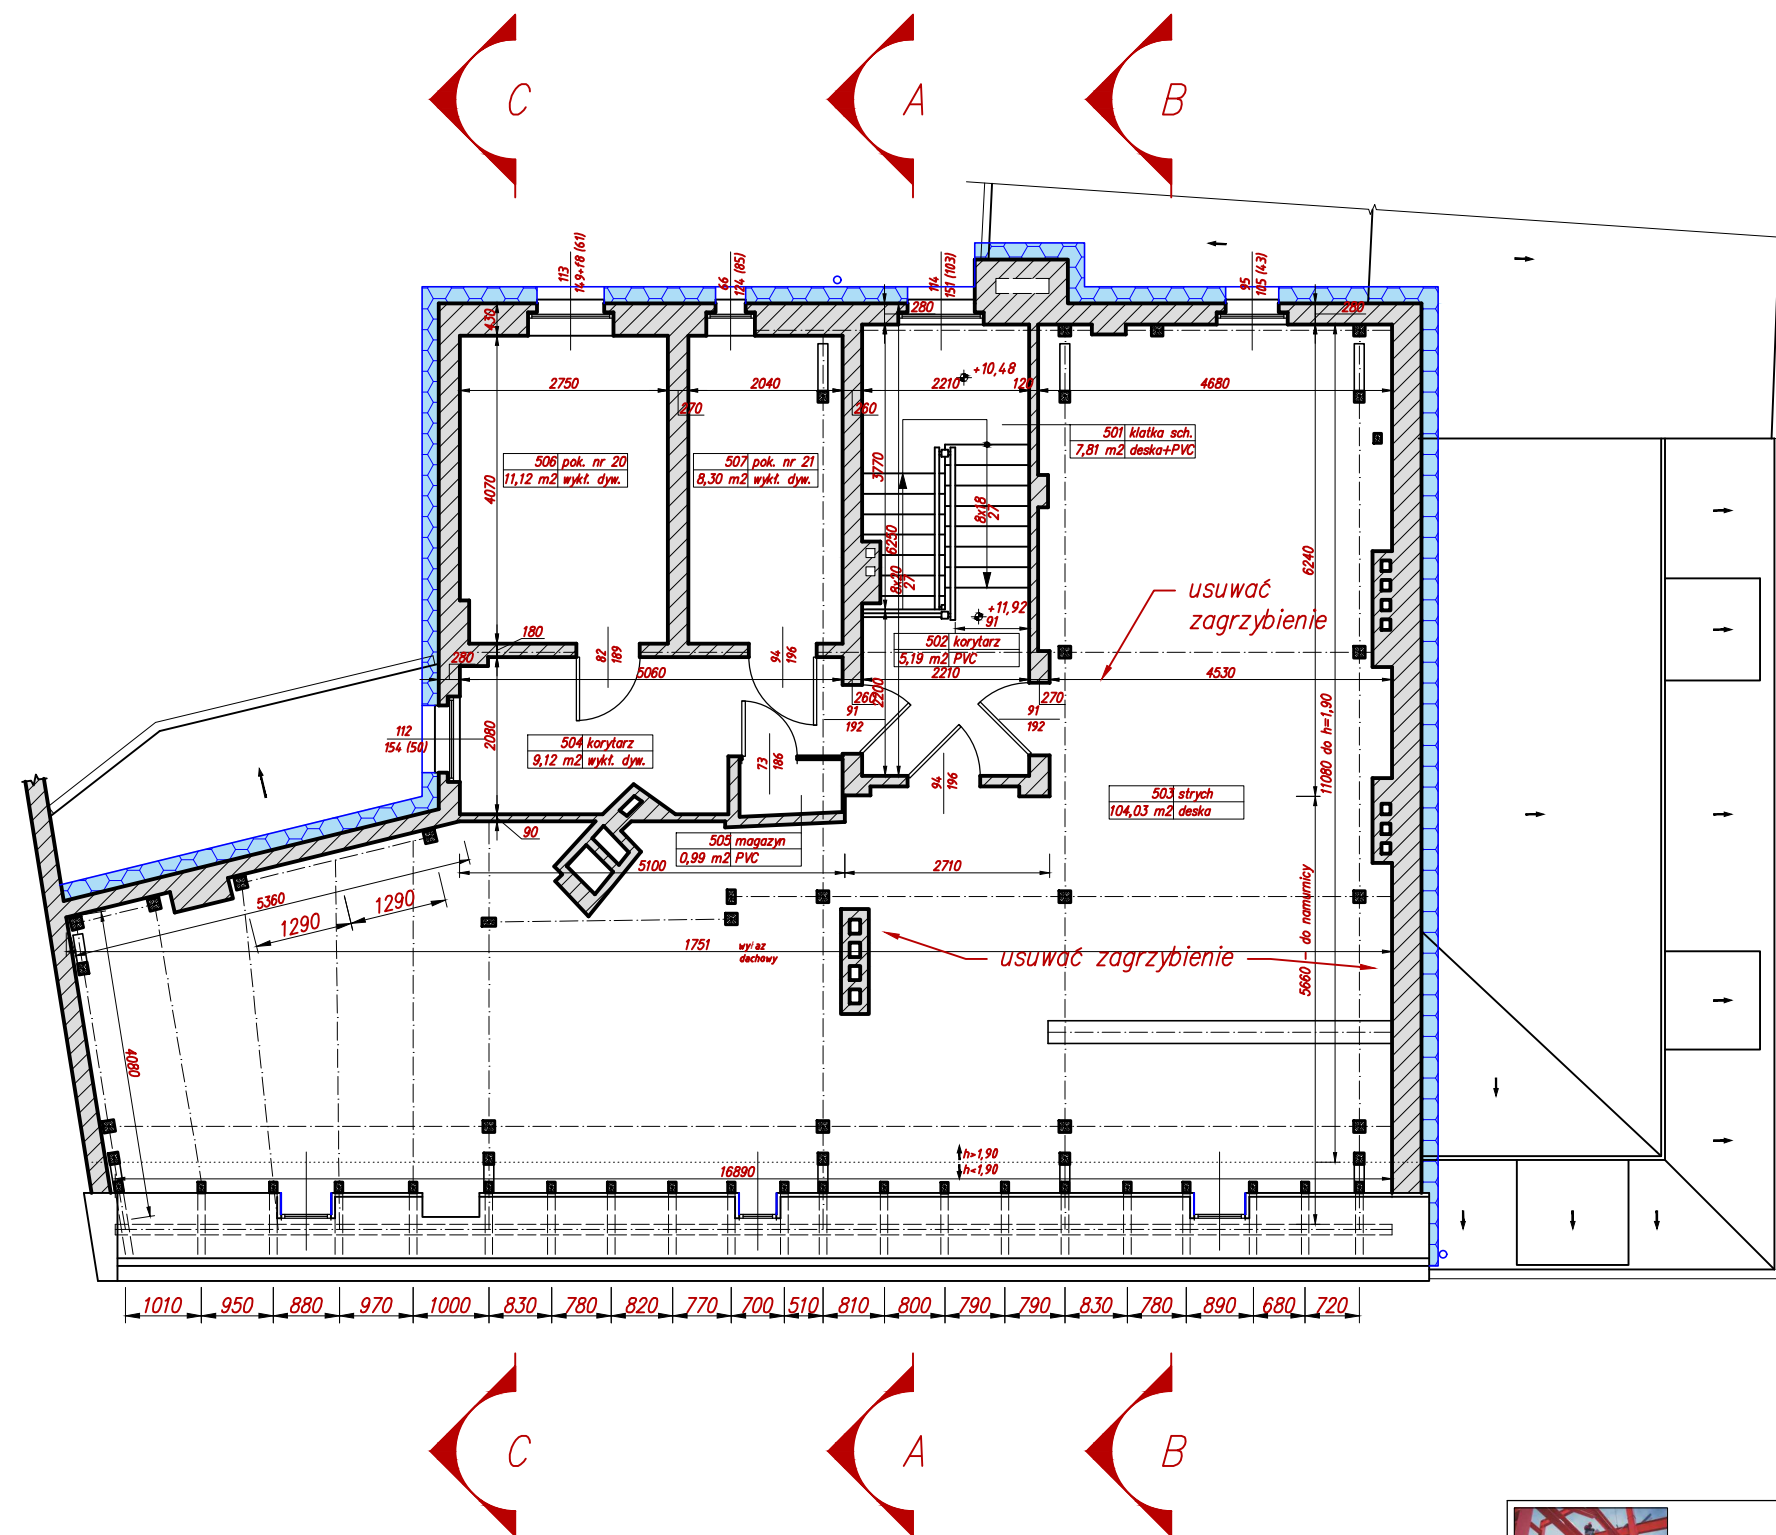 C
A
B
113
149+f8 (61)
66
124 (85)
114
151 (103)
95
105 (43)
430
280
280
+10,48
2750
2040
2210
120
4680
270
260
501 klatka sch.
7,81 m2 deska+PVC
506 pok. nr 20
11,12 m2 wykł. dyw.
507 pok. nr 21
8,30 m2 wykł. dyw.
4070
3770
6250
8x18
27
8x20
27
6240
usuwać
zagrzybienie
+11,92
91
180
280
82
189
94
196
502 korytarz
5,19 m2 PVC
5060
2210
4530
260
2200
270
91
192
91
192
112
154 (50)
2080
504 korytarz
9,12 m2 wykł. dyw.
73
186
94
196
11080 do h=1,90
503 strych
104,03 m2 deska
90
505 magazyn
0,99 m2 PVC
5100
2710
5360
1290
1290
1751
wyłaz
dachowy
usuwać zagrzybienie
5660 - do namurnicy
4080
h>1,90
h<1,90
16890
1010 950 880 970 1000 830 780 820 770 700 510 810 800 790 790 830 780 890 680 720
C
A
B